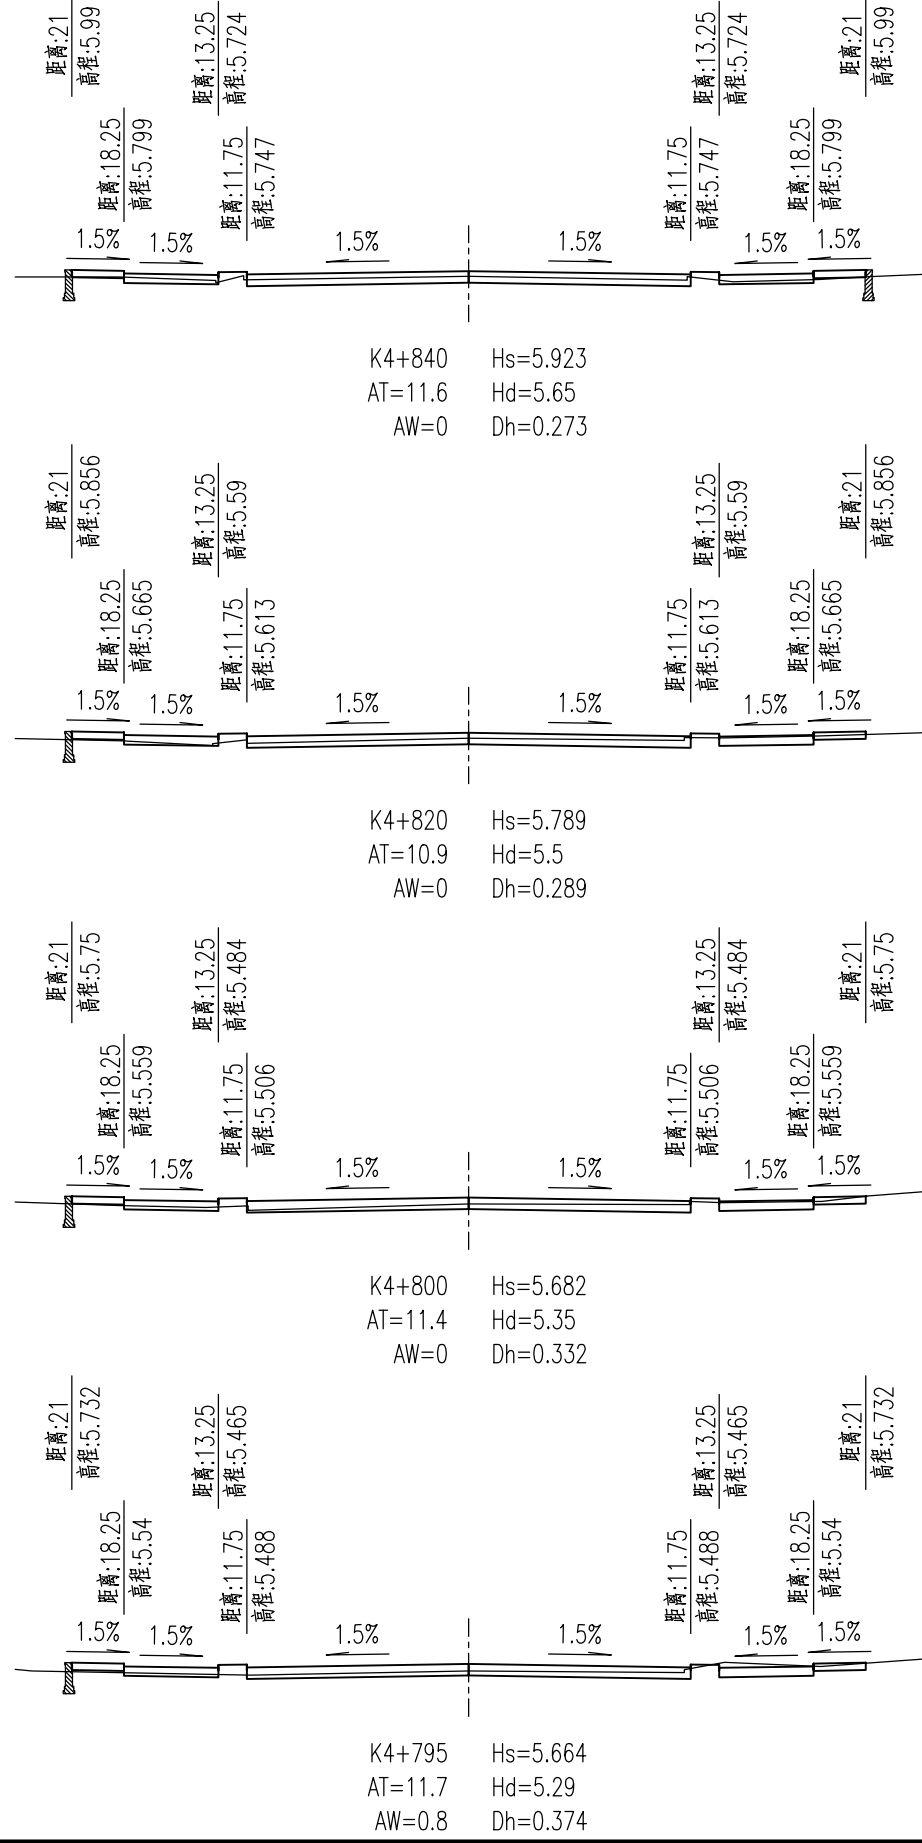 距离:21
高程:5.99
距离:13.25
高程:5.724
距离:13.25
高程:5.724
距离:21
高程:5.99
距离:18.25
高程:5.799
距离:11.75
高程:5.747
距离:11.75
高程:5.747
距离:18.25
高程:5.799
1.5%
1.5%
1.5%
1.5%
1.5%
1.5%
K4+840 Hs=5.923
AT=11.6 Hd=5.65
AW=0 Dh=0.273
距离:21
高程:5.856
距离:13.25
高程:5.59
距离:13.25
高程:5.59
距离:21
高程:5.856
距离:18.25
高程:5.665
距离:11.75
高程:5.613
距离:11.75
高程:5.613
距离:18.25
高程:5.665
1.5%
1.5%
1.5%
1.5%
1.5%
1.5%
K4+820 Hs=5.789
AT=10.9 Hd=5.5
AW=0 Dh=0.289
距离:21
高程:5.75
距离:13.25
高程:5.484
距离:13.25
高程:5.484
距离:21
高程:5.75
距离:18.25
高程:5.559
距离:11.75
高程:5.506
距离:11.75
高程:5.506
距离:18.25
高程:5.559
1.5%
1.5%
1.5%
1.5%
1.5%
1.5%
K4+800 Hs=5.682
AT=11.4 Hd=5.35
AW=0 Dh=0.332
距离:21
高程:5.732
距离:13.25
高程:5.465
距离:13.25
高程:5.465
距离:21
高程:5.732
距离:18.25
高程:5.54
距离:11.75
高程:5.488
距离:11.75
高程:5.488
距离:18.25
高程:5.54
1.5%
1.5%
1.5%
1.5%
1.5%
1.5%
K4+795 Hs=5.664
AT=11.7 Hd=5.29
AW=0.8 Dh=0.374